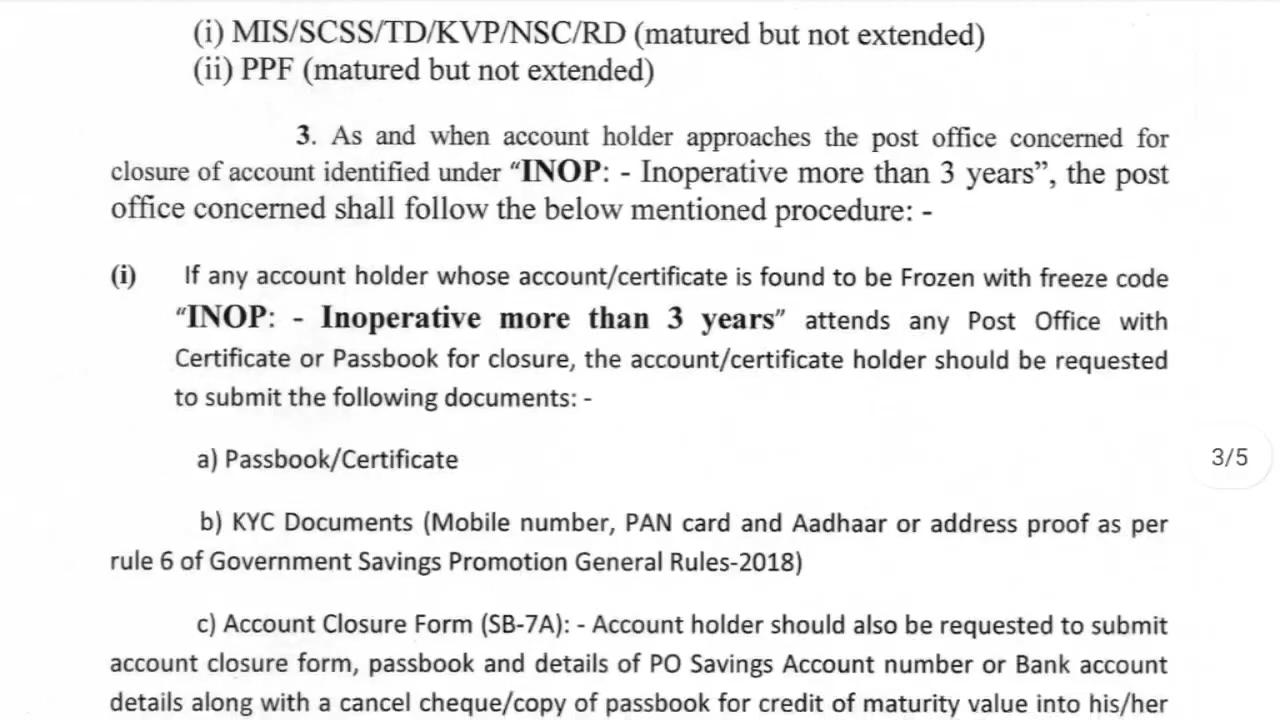 (i) MIS/SCSS/TD/KVP/NSC/RD (matured but not extended)
(ii) PPF (matured but not extended)
3. As and when account holder approaches the post office concerned for
closure of account identified under “INOP: - Inoperative more than 3 years”, the post
office concerned shall follow the below mentioned procedure: -
(i) If any account holder whose account/certificate is found to be Frozen with freeze code
“INOP: - Inoperative more than 3 years” attends any Post Office with
Certificate or Passbook for closure, the account/certificate holder should be requested
to submit the following documents: -
a) Passbook/Certificate
3/5
b) KYC Documents (Mobile number, PAN card and Aadhaar or address proof as per
rule 6 of Government Savings Promotion General Rules-2018)
c) Account Closure Form (SB-7A): - Account holder should also be requested to submit
account closure form, passbook and details of PO Savings Account number or Bank account
details along with a cancel cheque/copy of passbook for credit of maturity value into his/her